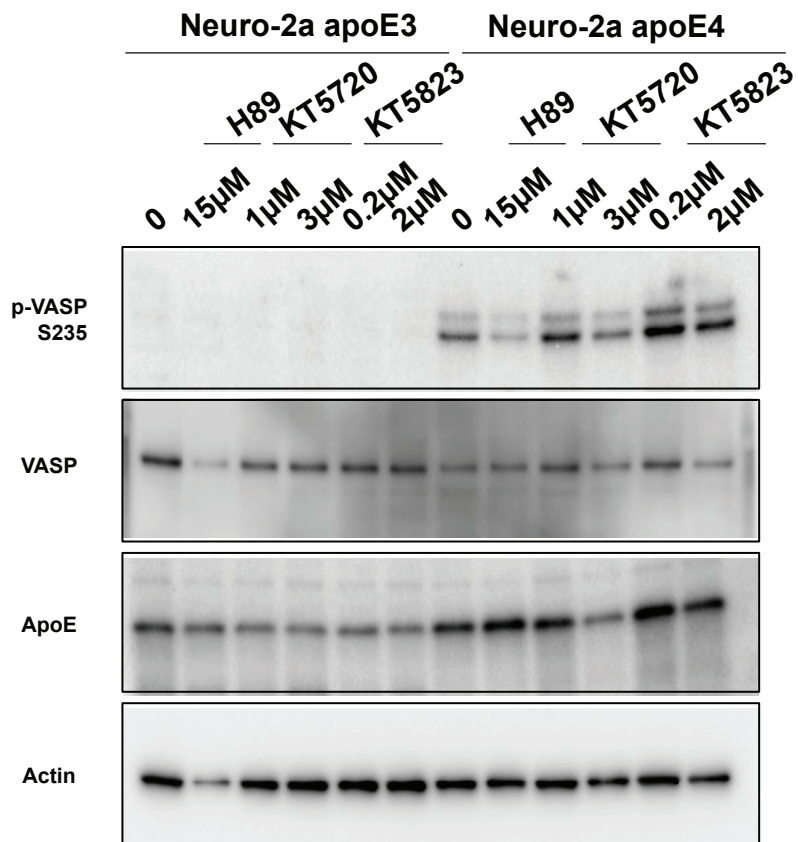 Neuro-2a apoE3 Neuro-2a apoE4
H89 KT5720 KT5823 H89 KT5720 KT5823
0 15µM 1µM 3µM 0.2µM 2µM 0 15µM 1µM 3µM 0.2µM 2µM
p-VASP
S235
VASP
ApoE
Actin